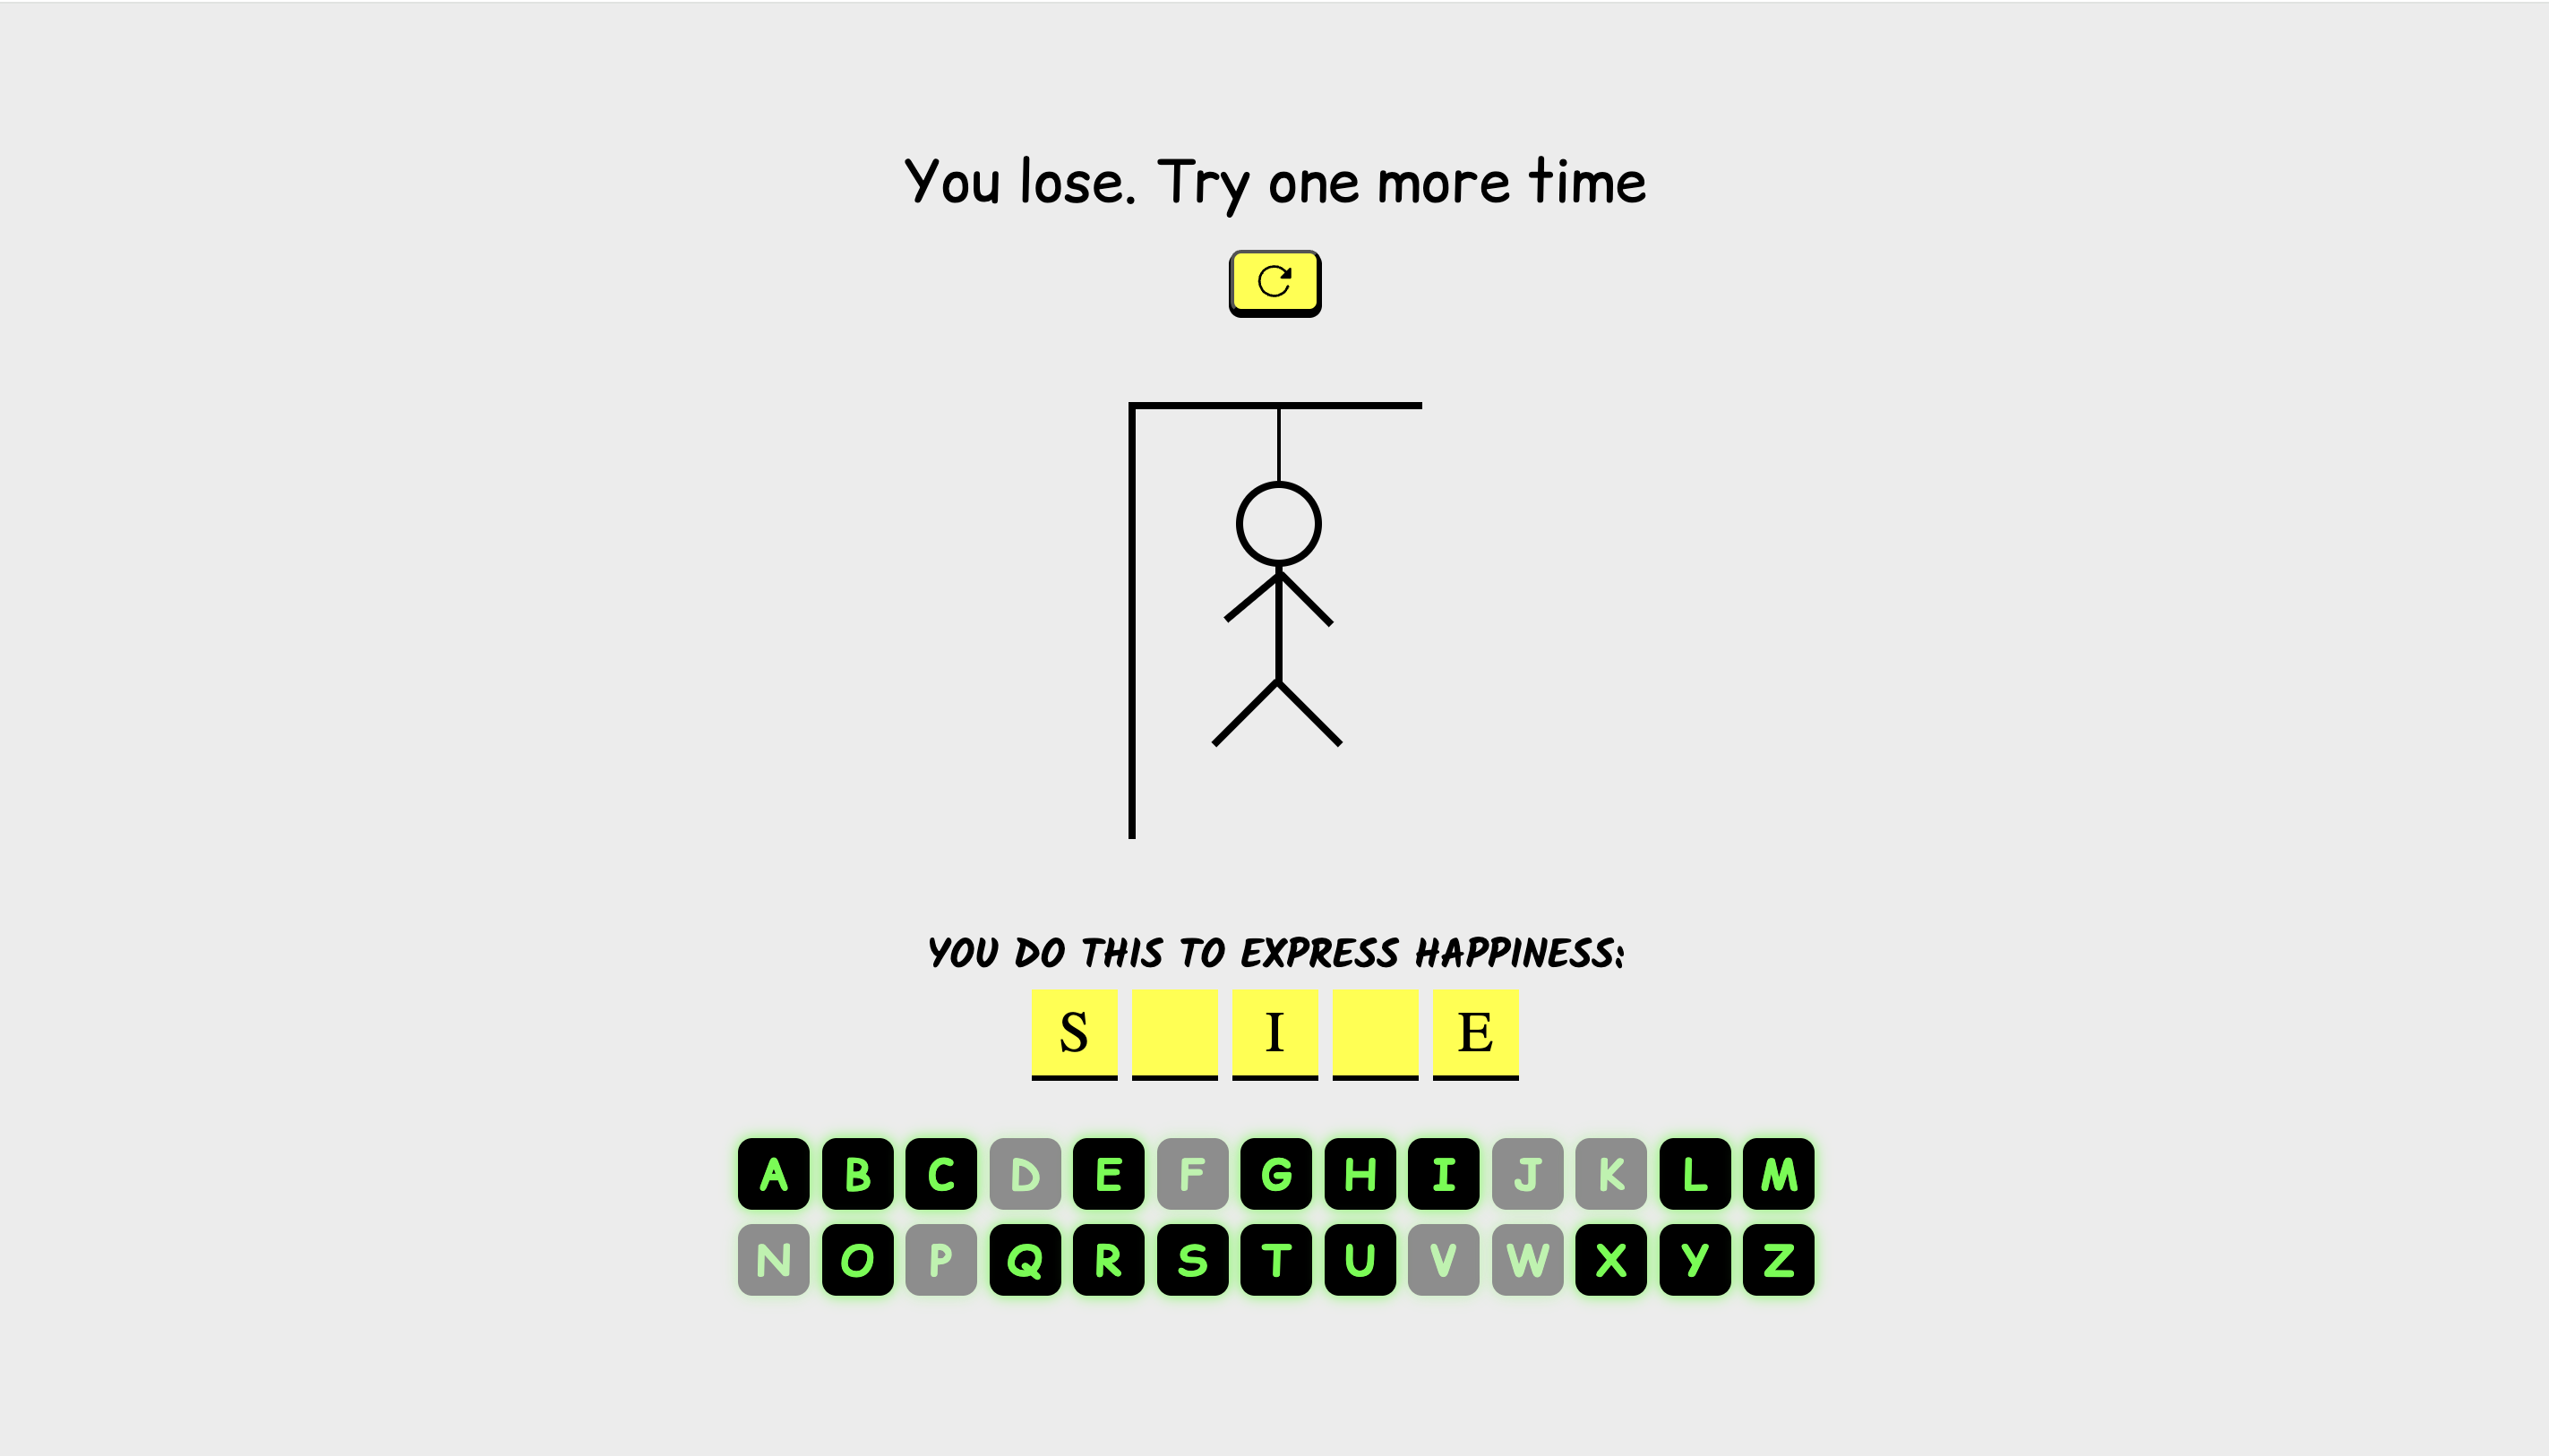 You lose. Try one more time
YOU DO THIS TO EXPRESS HAPPINESS:
S I E
A B C D E F G H I J K L M
N O P Q R S T U V W X Y Z